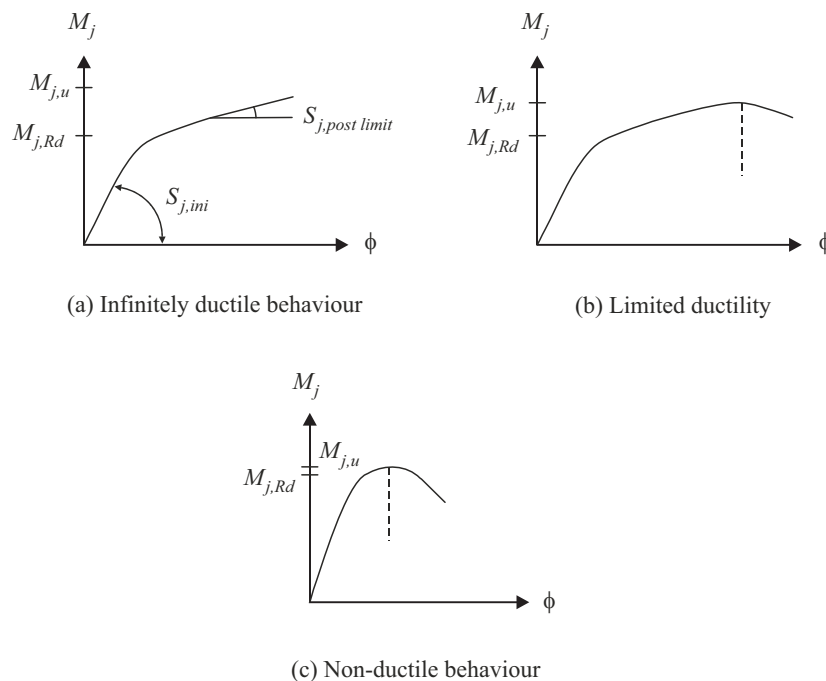 M_j
M_{j,u}
M_{j,Rd}
S_{j,post limit}
S_{j,ini}
ϕ
(a) Infinitely ductile behaviour
M_j
M_{j,u}
M_{j,Rd}
ϕ
(b) Limited ductility
M_j
M_{j,u}
M_{j,Rd}
ϕ
(c) Non-ductile behaviour